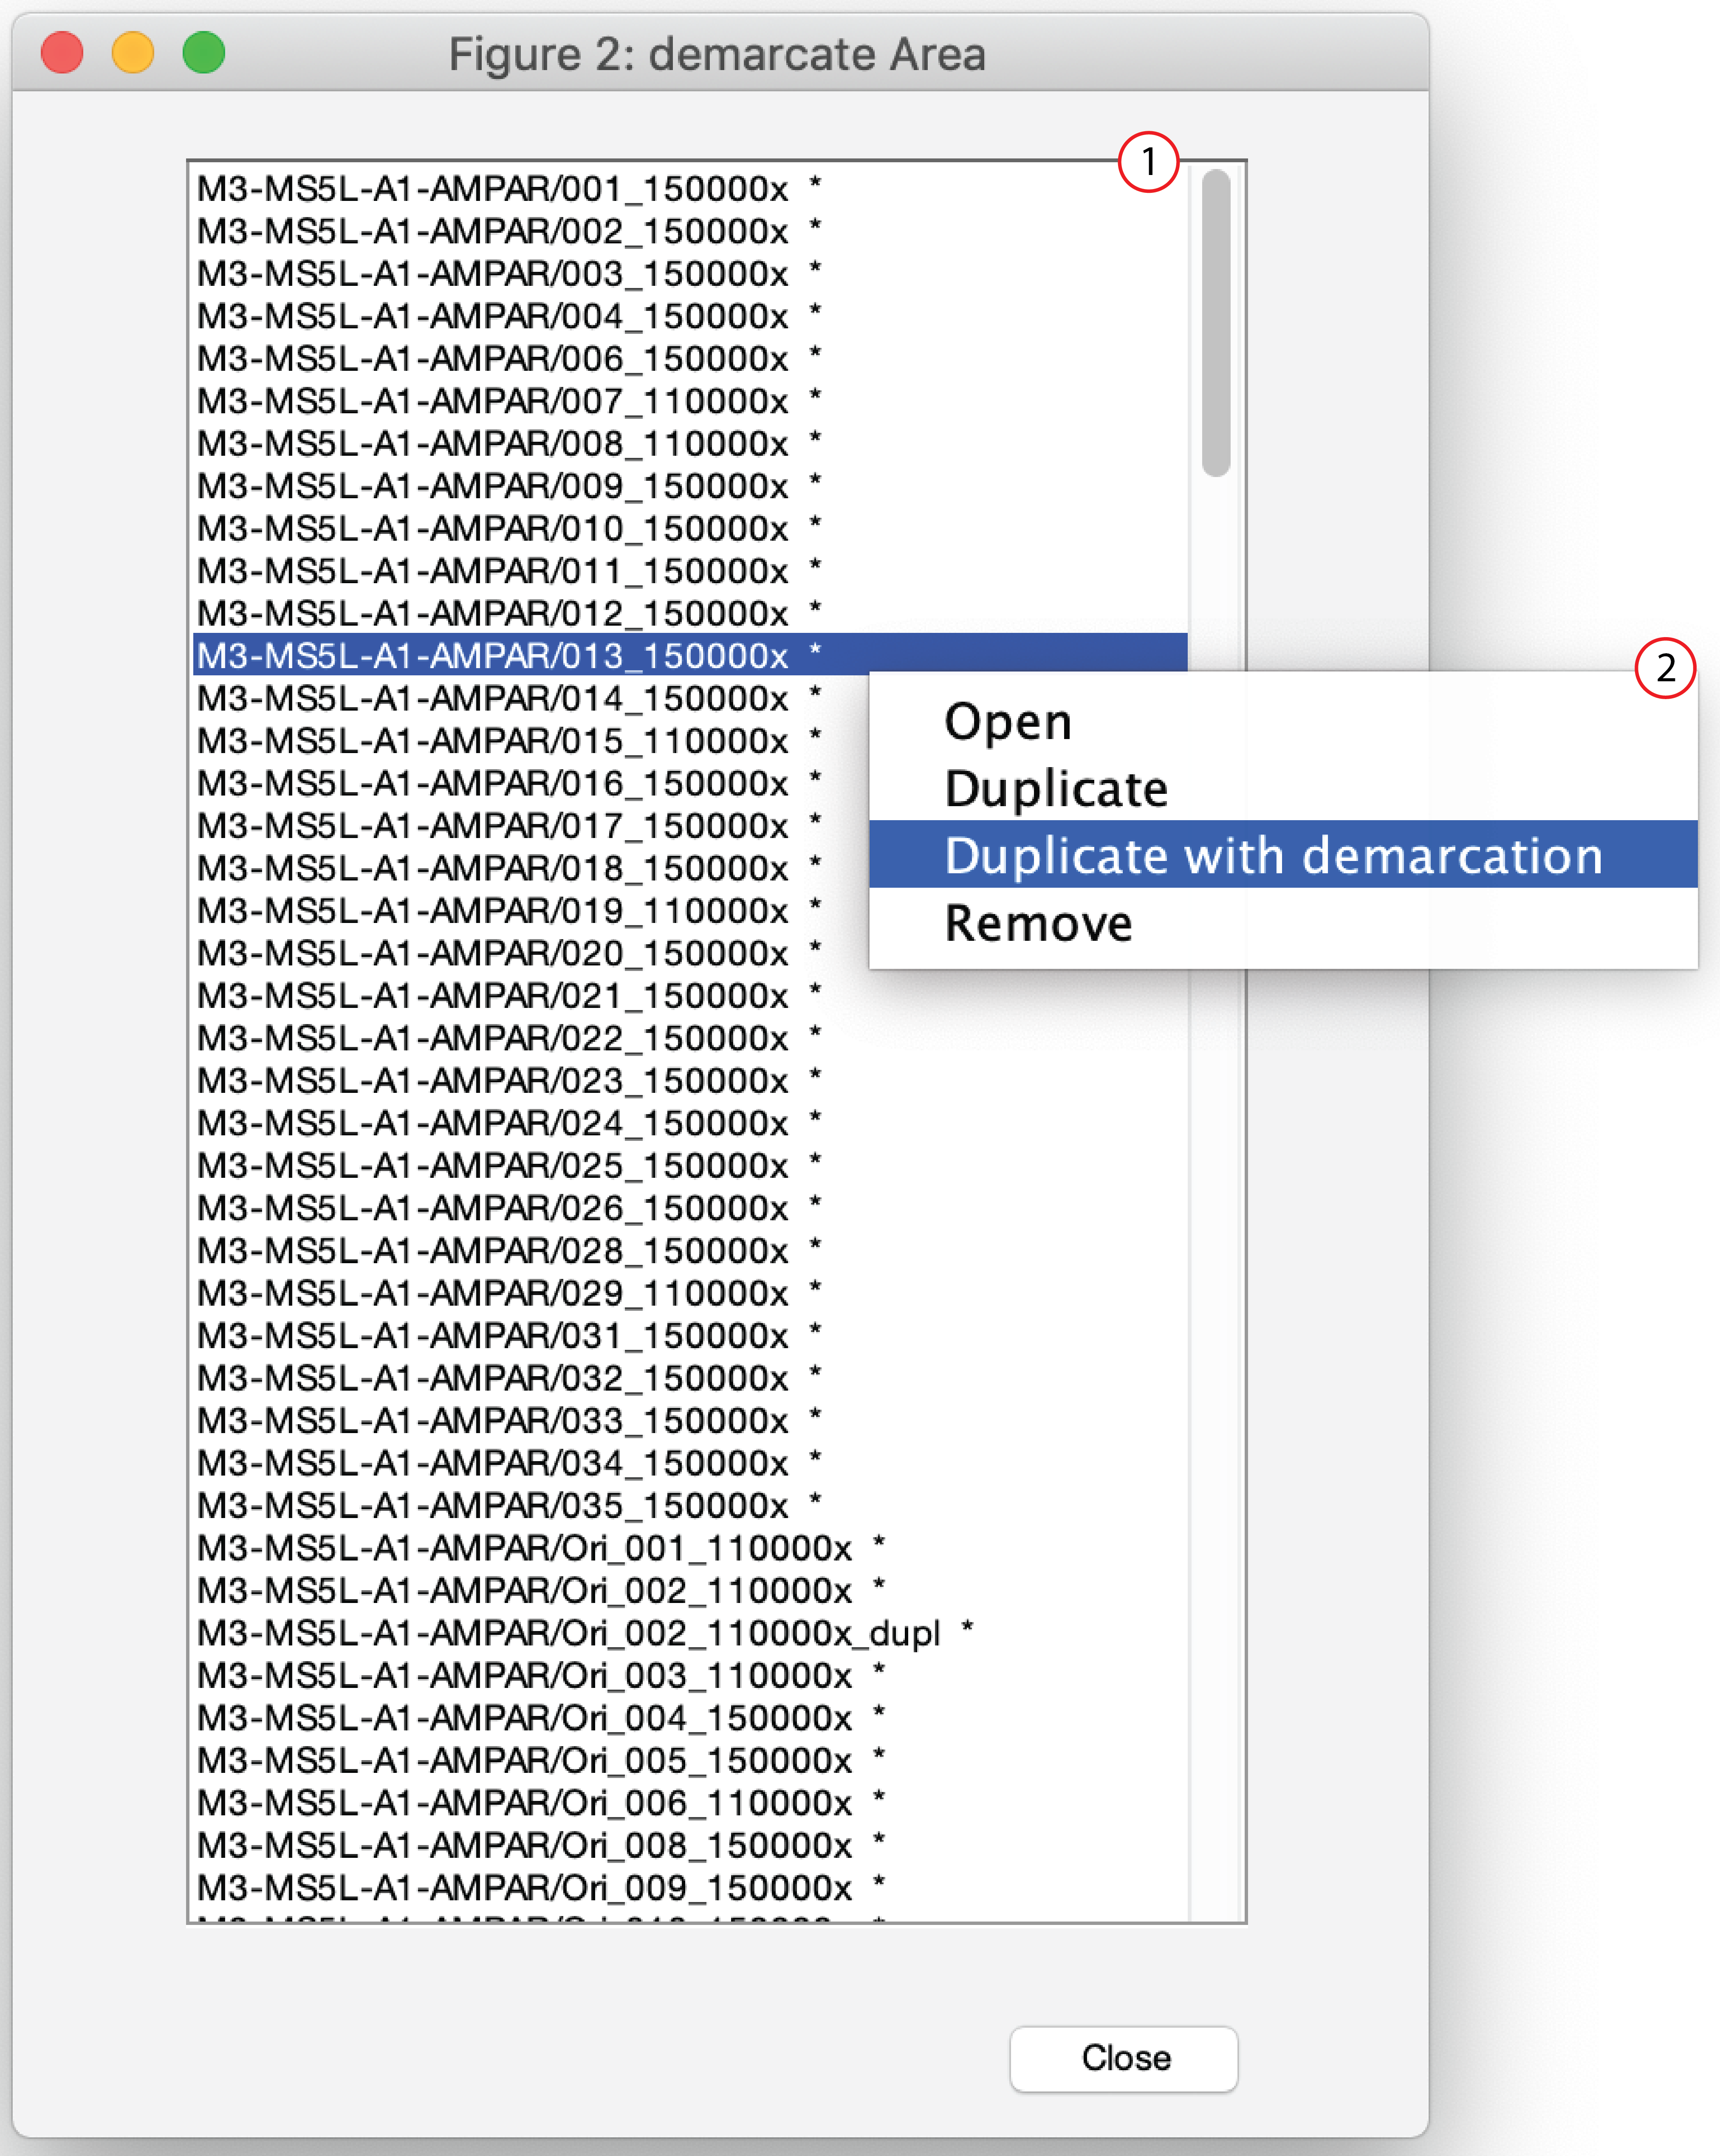 Figure 2: demarcate Area
1
M3-MS5L-A1-AMPAR/001_150000x *
M3-MS5L-A1-AMPAR/002_150000x *
M3-MS5L-A1-AMPAR/003_150000x *
M3-MS5L-A1-AMPAR/004_150000x *
M3-MS5L-A1-AMPAR/006_150000x *
M3-MS5L-A1-AMPAR/007_110000x *
M3-MS5L-A1-AMPAR/008_110000x *
M3-MS5L-A1-AMPAR/009_150000x *
M3-MS5L-A1-AMPAR/010_150000x *
M3-MS5L-A1-AMPAR/011_150000x *
M3-MS5L-A1-AMPAR/012_150000x *
M3-MS5L-A1-AMPAR/013_150000x *
M3-MS5L-A1-AMPAR/014_150000x *
M3-MS5L-A1-AMPAR/015_110000x *
M3-MS5L-A1-AMPAR/016_150000x *
M3-MS5L-A1-AMPAR/017_150000x *
M3-MS5L-A1-AMPAR/018_150000x *
M3-MS5L-A1-AMPAR/019_110000x *
M3-MS5L-A1-AMPAR/020_150000x *
M3-MS5L-A1-AMPAR/021_150000x *
M3-MS5L-A1-AMPAR/022_150000x *
M3-MS5L-A1-AMPAR/023_150000x *
M3-MS5L-A1-AMPAR/024_150000x *
M3-MS5L-A1-AMPAR/025_150000x *
M3-MS5L-A1-AMPAR/026_150000x *
M3-MS5L-A1-AMPAR/028_150000x *
M3-MS5L-A1-AMPAR/029_110000x *
M3-MS5L-A1-AMPAR/031_150000x *
M3-MS5L-A1-AMPAR/032_150000x *
M3-MS5L-A1-AMPAR/033_150000x *
M3-MS5L-A1-AMPAR/034_150000x *
M3-MS5L-A1-AMPAR/035_150000x *
M3-MS5L-A1-AMPAR/Ori_001_110000x *
M3-MS5L-A1-AMPAR/Ori_002_110000x *
M3-MS5L-A1-AMPAR/Ori_002_110000x_dupl *
M3-MS5L-A1-AMPAR/Ori_003_110000x *
M3-MS5L-A1-AMPAR/Ori_004_150000x *
M3-MS5L-A1-AMPAR/Ori_005_150000x *
M3-MS5L-A1-AMPAR/Ori_006_110000x *
M3-MS5L-A1-AMPAR/Ori_008_150000x *
M3-MS5L-A1-AMPAR/Ori_009_150000x *
2
Open
Duplicate
Duplicate with demarcation
Remove
Close